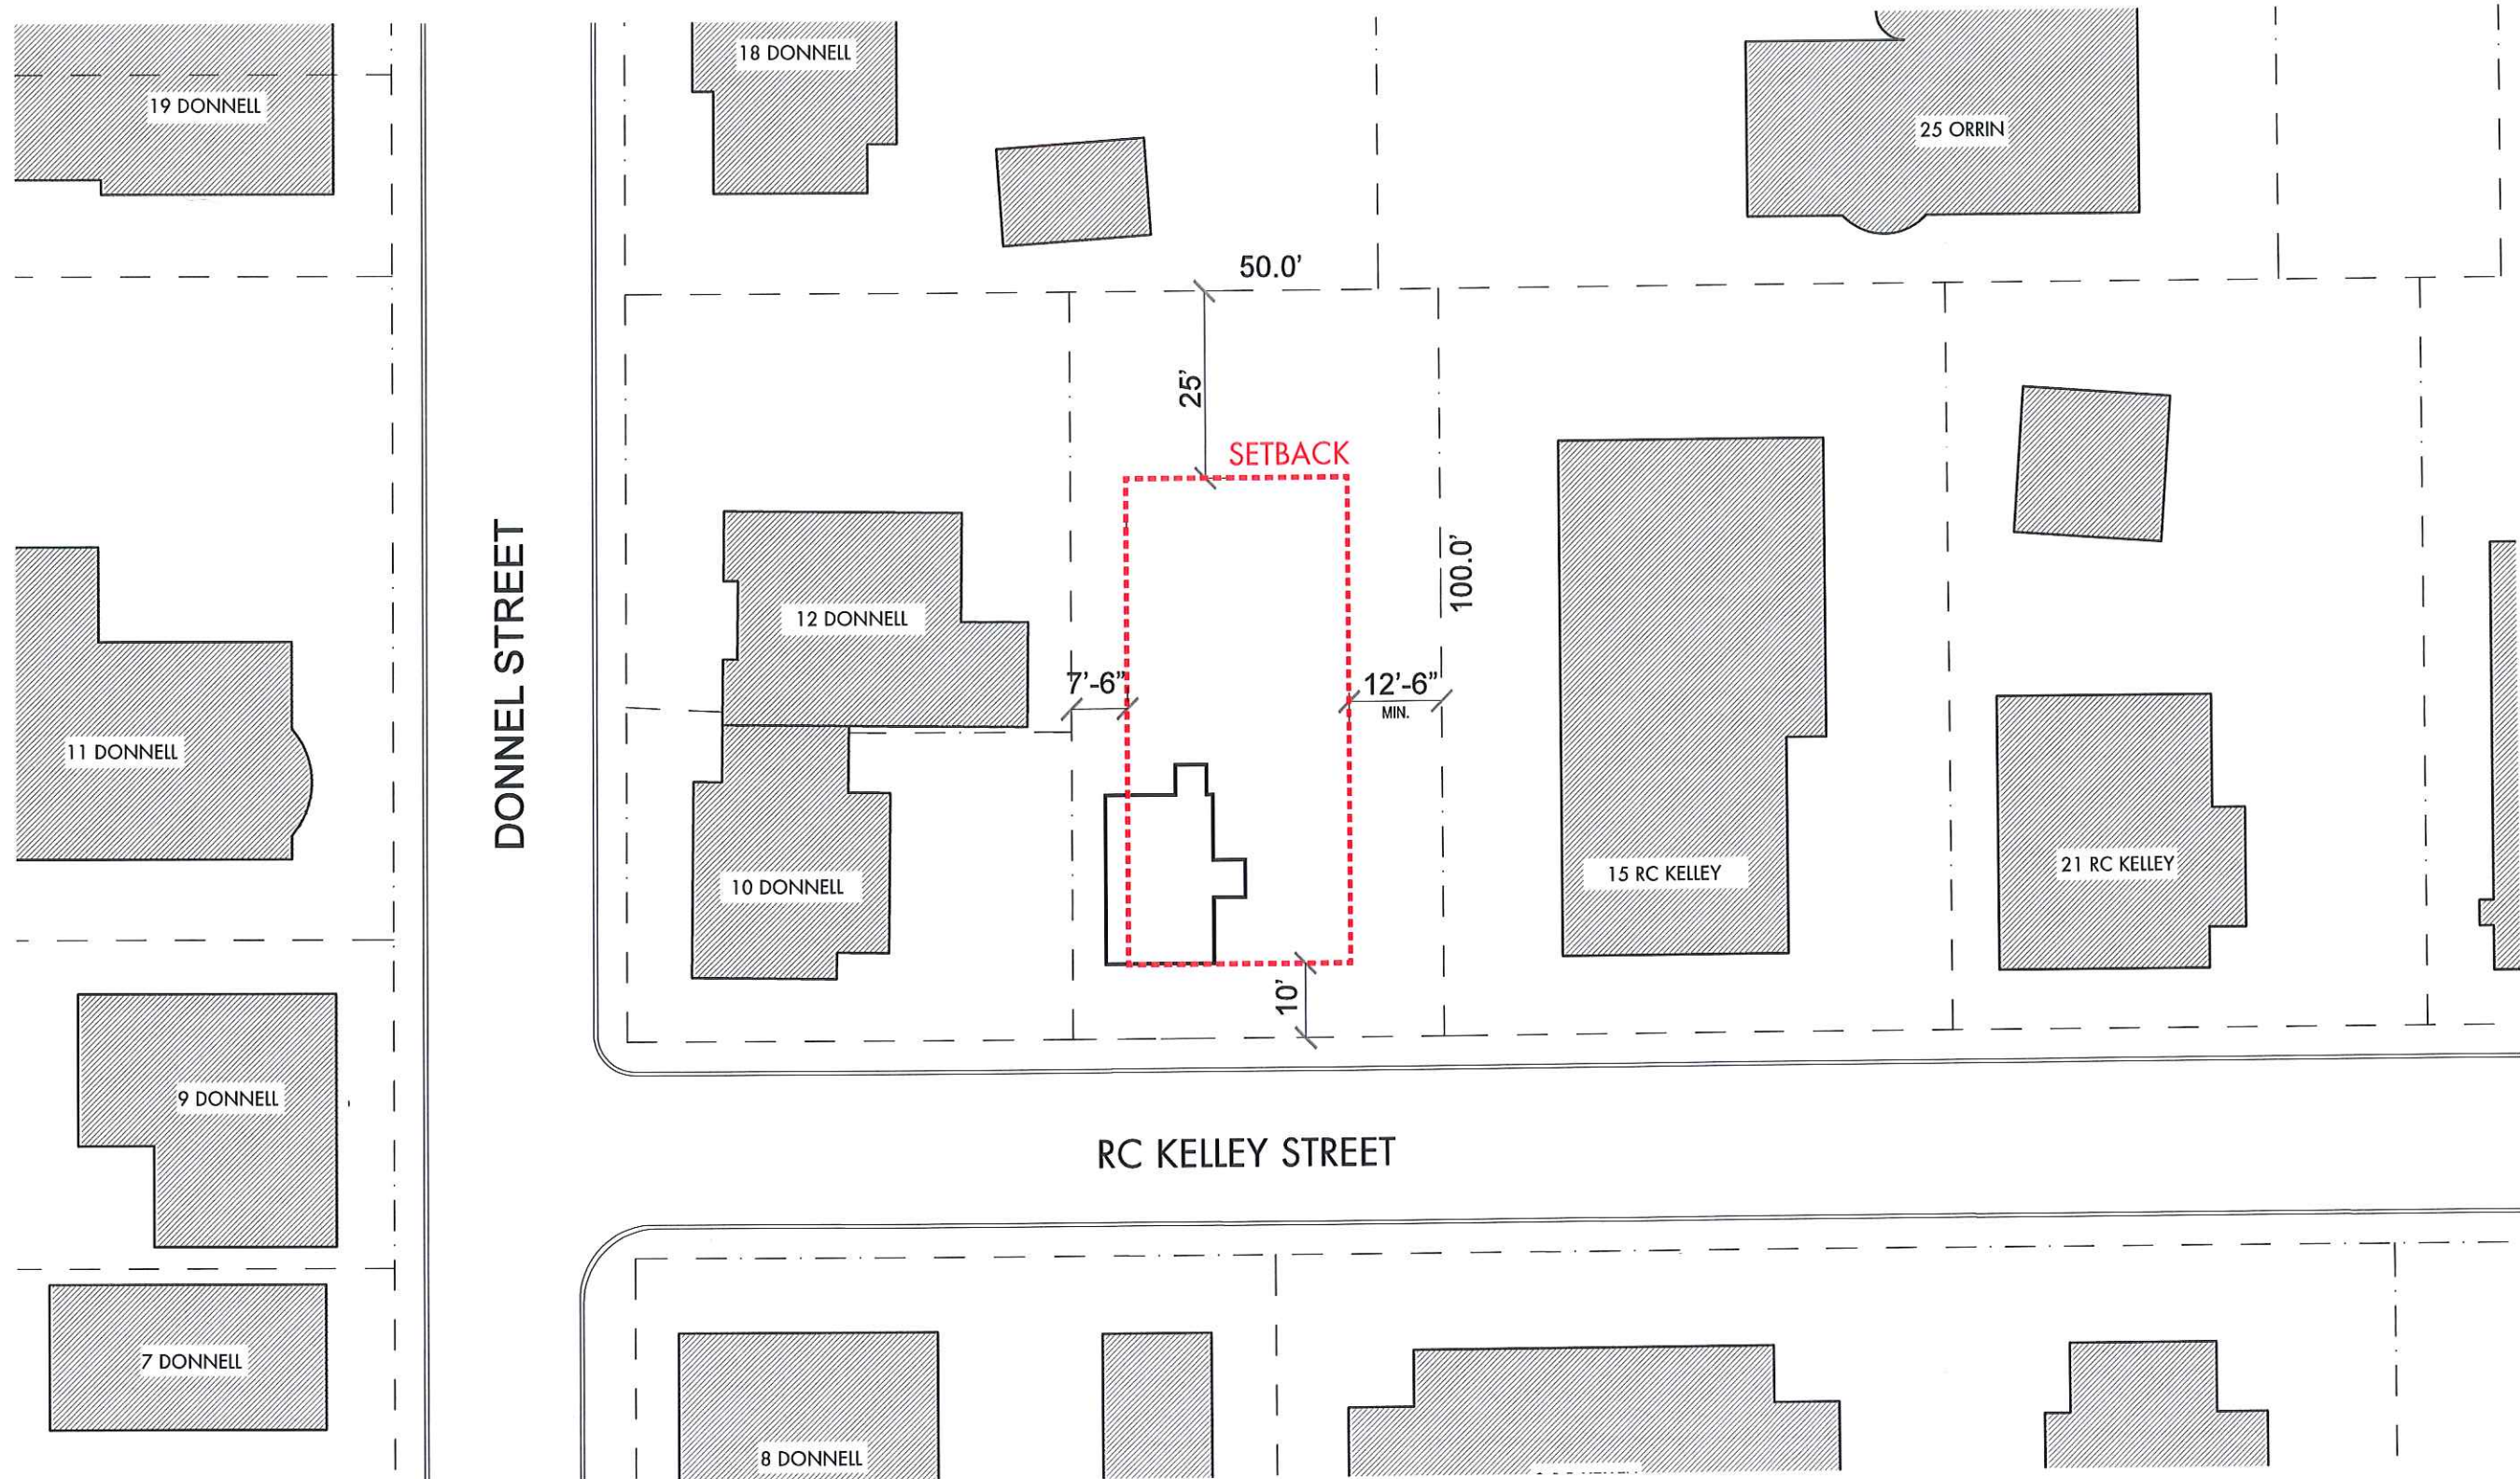 18 DONNELL
19 DONNELL
25 ORRIN
50.0'
25'
SETBACK
DONNEL STREET
12 DONNELL
100.0'
7'-6"
12'-6"
MIN.
11 DONNELL
10 DONNELL
15 RC KELLEY
21 RC KELLEY
10'
9 DONNELL
RC KELLEY STREET
7 DONNELL
8 DONNELL